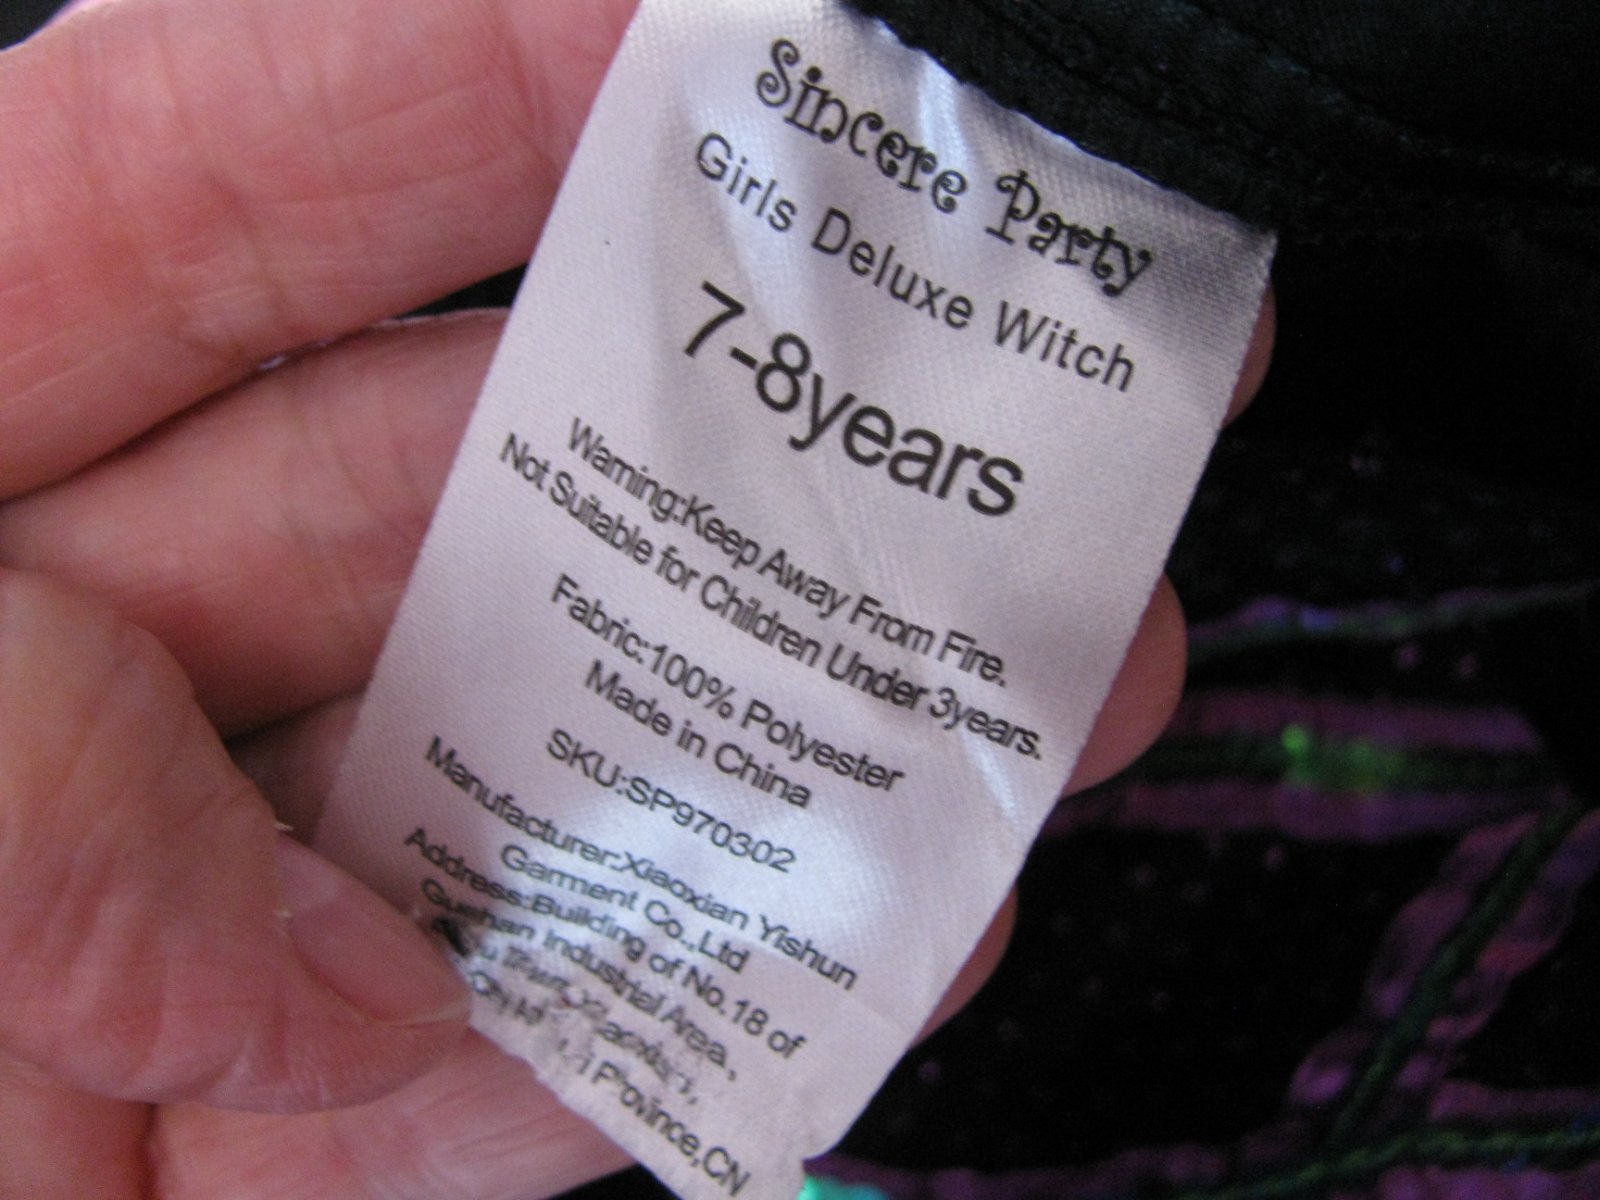 Sincere Party
Girls Deluxe Witch
7-8years
Warning:Keep Away From Fire.
Not Suitable for Children Under 3years.
Fabric:100% Polyester
Made in China
SKU:SP970302
Manufacturer:Xiaoxian Yishun
Garment Co.,Ltd
Address:Building of No.18 of
Gushan Industrial Area,
Province,CN